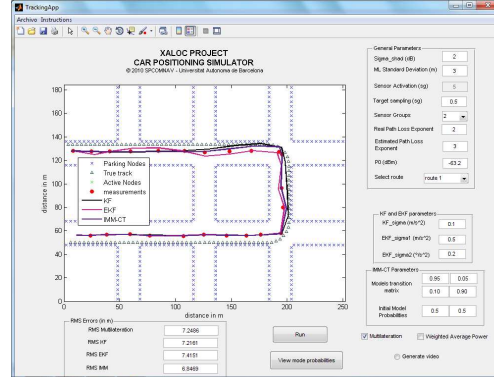 TrackingApp
Archive Instructions
XALOC PROJECT
CAR POSITIONING SIMULATOR
© 2010 SPCOMNAV - Universitat Autonoma de Barcelona
180
160
140
120
100
80
60
40
20
0
distance in m
Parking Nodes
True track
Active Nodes
measurements
KF
EKF
IMM-CT
0
50
100
150
200
250
distance in m
RMS Errors (in m)
RMS Multilateration 7.2486
RMS KF 7.2161
RMS EKF 7.4151
RMS IMM 6.8469
Run
View mode probabilities
General Parameters
Sigma_shad (dB) 2
ML Standard Deviation (m) 3
Sensor Activation (sg) 5
Target sampling (sg) 0.5
Sensor Groups 2
Real Path Loss Exponent 2
Estimated Path Loss
Exponent 3
P0 (dBm) -63.2
Select route route 1
KF and EKF parameters
KF_sigma (m/s^2) 0.1
EKF_sigma1 (m/s^2) 0.5
EKF_sigma2 (º/s^2) 0.2
IMM-CT Parameters
Models transition
matrix
0.95 0.05
0.10 0.90
Initial Model
Probabilities
0.5 0.5
Multilateration
Weighted Average Power
Generate video